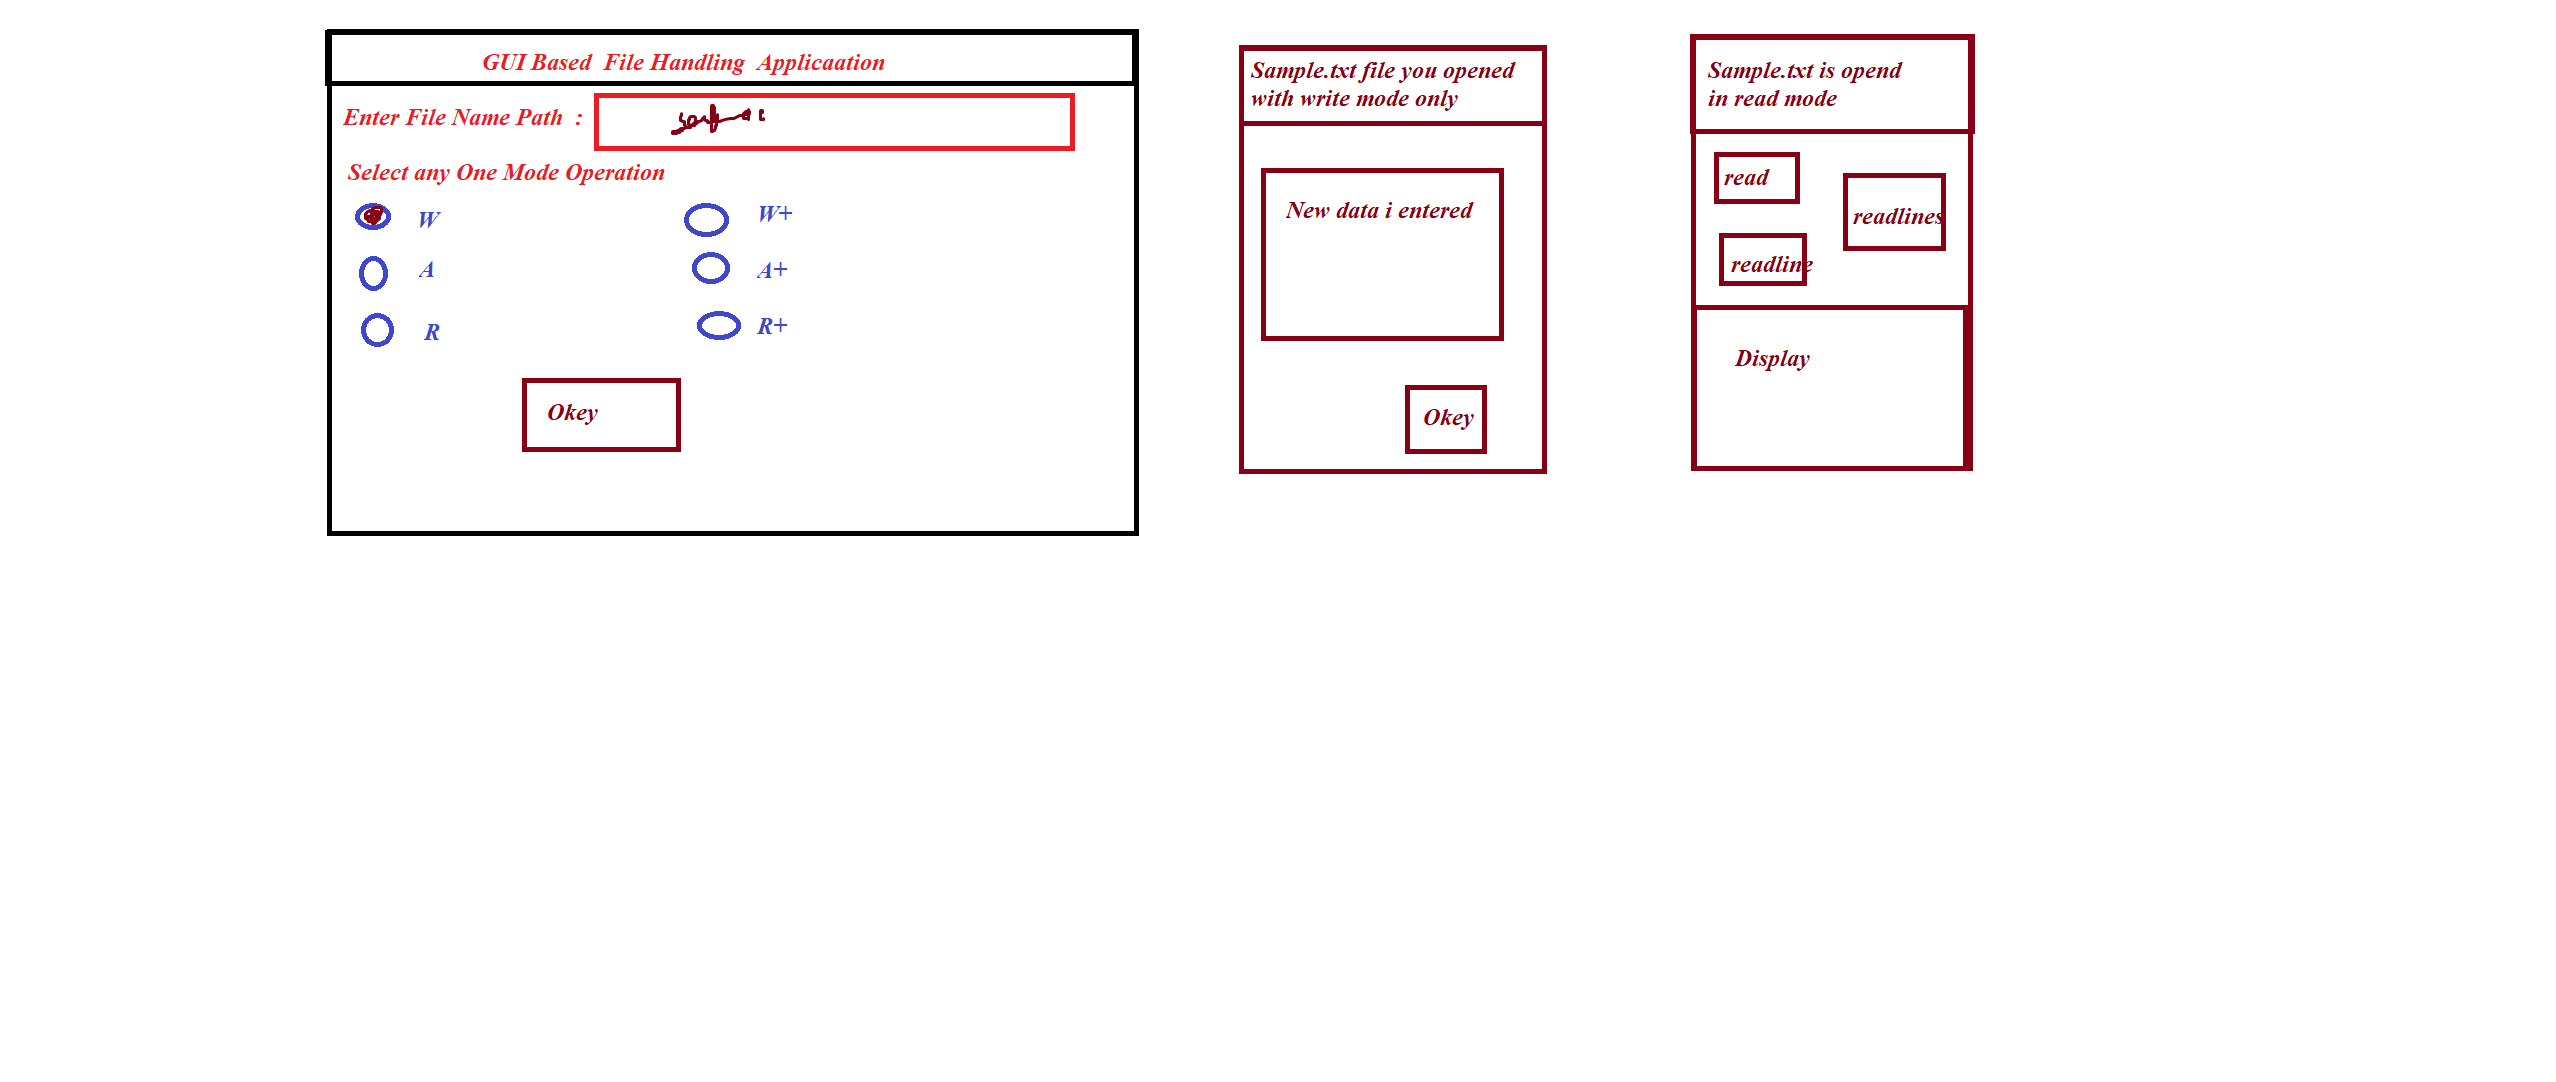 GUI Based File Handling Applicaation
Enter File Name Path :
Select any One Mode Operation
W W+
A A+
R R+
Okey
Sample.txt file you opened
with write mode only
New data i entered
Okey
Sample.txt is opend
in read mode
read
readlines
readline
Display